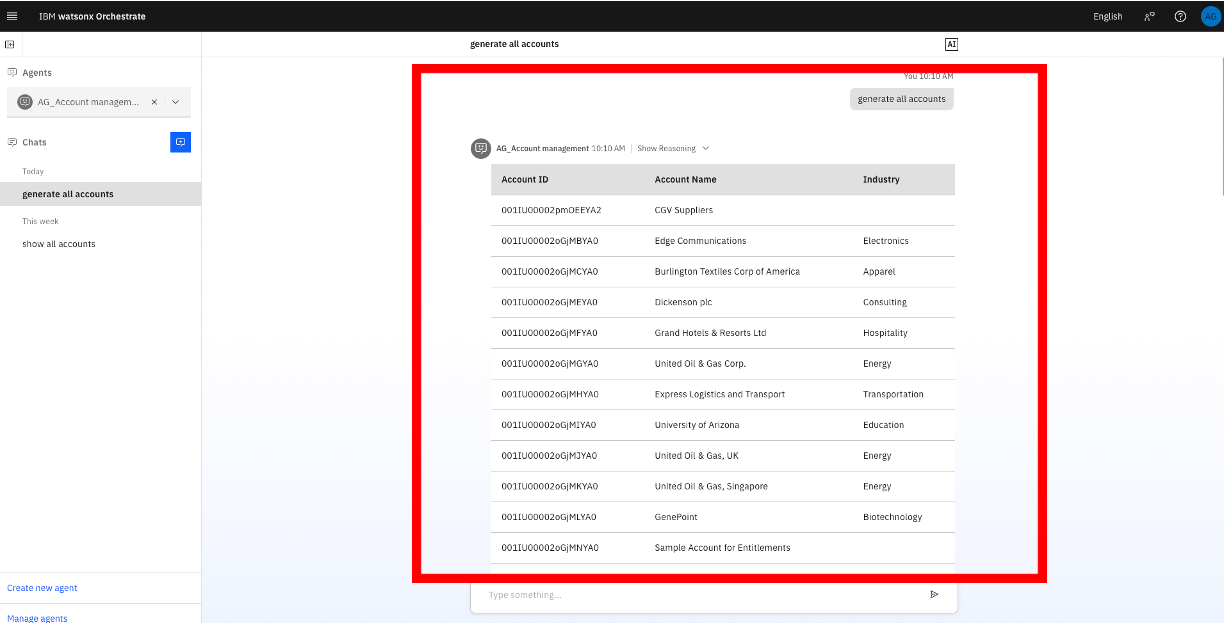 IBM watsonx Orchestrate
English
AG
generate all accounts
AI
Agents
AG_Account managem...
Chats
Today
generate all accounts
This week
show all accounts
Create new agent
Manage agents
You 10:10 AM
generate all accounts
AG_Account management 10:10 AM | Show Reasoning
Account ID Account Name Industry
001IU00002pmOEEYA2 CGV Suppliers
001IU00002oGjMBYA0 Edge Communications Electronics
001IU00002oGjMCYA0 Burlington Textiles Corp of America Apparel
001IU00002oGjMEYA0 Dickenson plc Consulting
001IU00002oGjMFYA0 Grand Hotels & Resorts Ltd Hospitality
001IU00002oGjMGYA0 United Oil & Gas Corp. Energy
001IU00002oGjMHYA0 Express Logistics and Transport Transportation
001IU00002oGjMIYA0 University of Arizona Education
001IU00002oGjMJYA0 United Oil & Gas, UK Energy
001IU00002oGjMKYA0 United Oil & Gas, Singapore Energy
001IU00002oGjMLYA0 GenePoint Biotechnology
001IU00002oGjMNYA0 Sample Account for Entitlements
Type something...